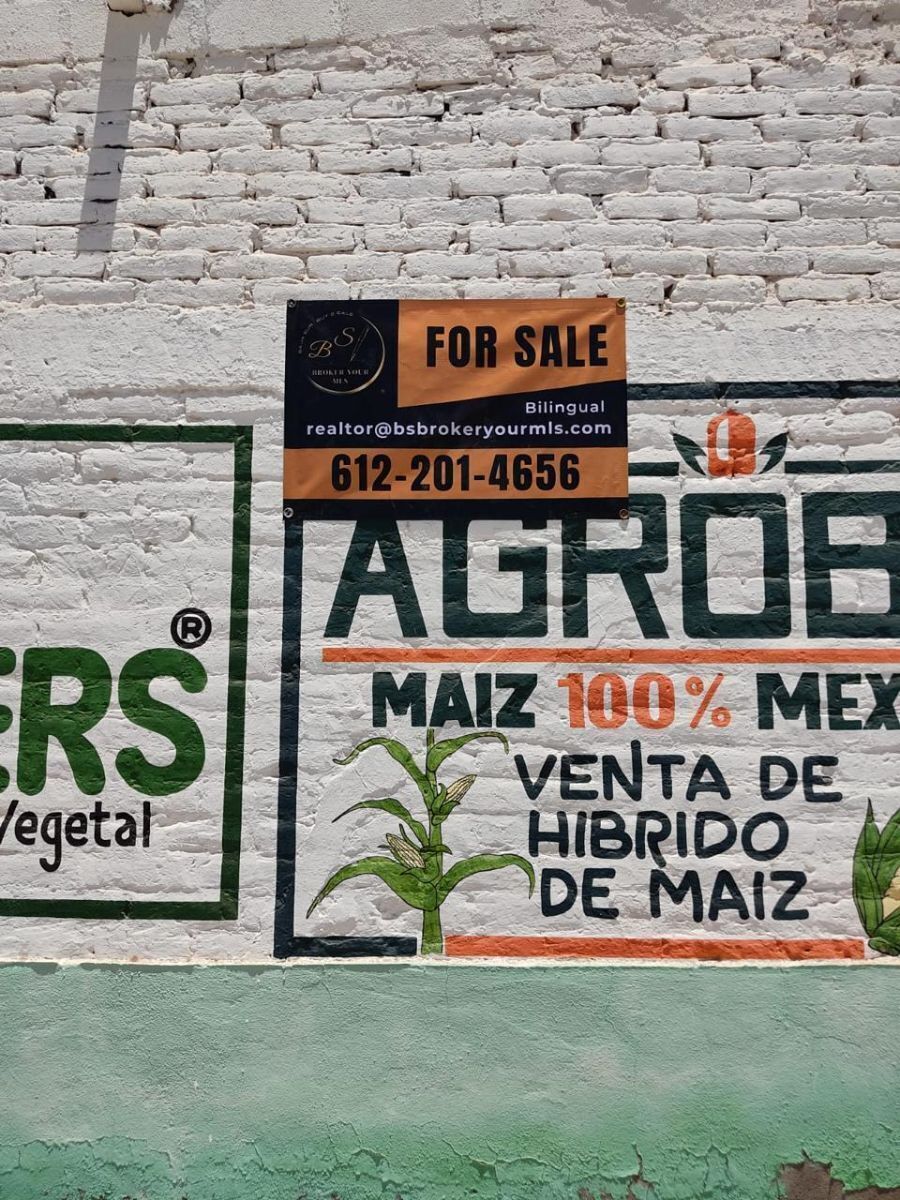 BS
BROKER YOUR
MLS
FOR SALE
Bilingual
realtor@bsbrokeryourmls.com
612-201-4656
ERS®
Vegetal
AGROB
MAIZ 100% MEX
VENTA DE
HIBRIDO
DE MAIZ